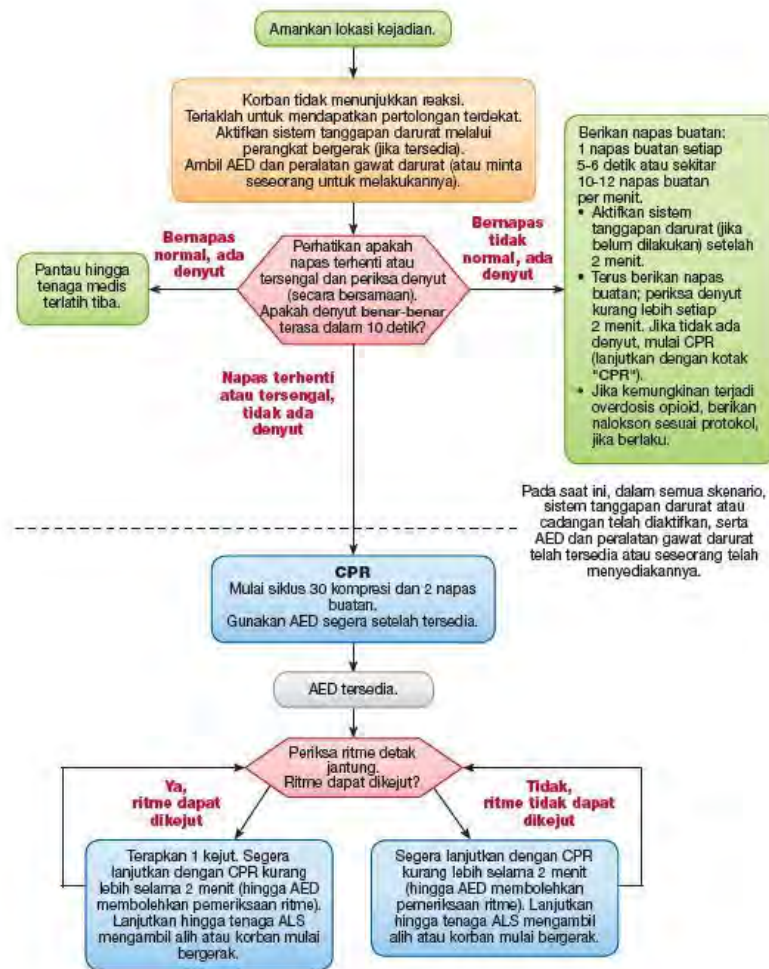 Amankan lokasi kejadian.
Korban tidak menunjukkan reaksi.
Teriaklah untuk mendapatkan pertolongan terdekat.
Aktifkan sistem tanggapan darurat melalui
perangkat bergerak (jika tersedia).
Ambil AED dan peralatan gawat darurat (atau minta
seseorang untuk melakukannya).
Bernapas
normal, ada
denyut
Pantau hingga
tenaga medis
terlatih tiba.
Perhatikan apakah
napas terhenti atau
tersengal dan periksa denyut
(secara bersamaan).
Apakah denyut benar-benar
terasa dalam 10 detik?
Bernapas
tidak
normal, ada
denyut
Berikan napas buatan:
1 napas buatan setiap
5-6 detik atau sekitar
10-12 napas buatan
per menit.
• Aktifkan sistem
tanggapan darurat (jika
belum dilakukan) setelah
2 menit.
• Terus berikan napas
buatan; periksa denyut
kurang lebih setiap
2 menit. Jika tidak ada
denyut, mulai CPR
(lanjutkan dengan kotak
"CPR").
• Jika kemungkinan terjadi
overdosis opioid, berikan
nalokson sesuai protokol,
jika berlaku.
Napas terhenti
atau tersengal,
tidak ada
denyut
Pada saat ini, dalam semua skenario,
sistem tanggapan darurat atau
cadangan telah diaktifkan, serta
AED dan peralatan gawat darurat
telah tersedia atau seseorang telah
menyediakannya.
CPR
Mulai siklus 30 kompresi dan 2 napas
buatan.
Gunakan AED segera setelah tersedia.
AED tersedia.
Periksa ritme detak
jantung.
Ritme dapat dikejut?
Ya,
ritme dapat
dikejut
Tidak,
ritme tidak dapat
dikejut
Terapkan 1 kejut. Segera
lanjutkan dengan CPR kurang
lebih selama 2 menit (hingga AED
membolehkan pemeriksaan ritme).
Lanjutkan hingga tenaga ALS
mengambil alih atau korban mulai
bergerak.
Segera lanjutkan dengan CPR
kurang lebih selama 2 menit
(hingga AED membolehkan
pemeriksaan ritme). Lanjutkan
hingga tenaga ALS mengambil
alih atau korban mulai bergerak.